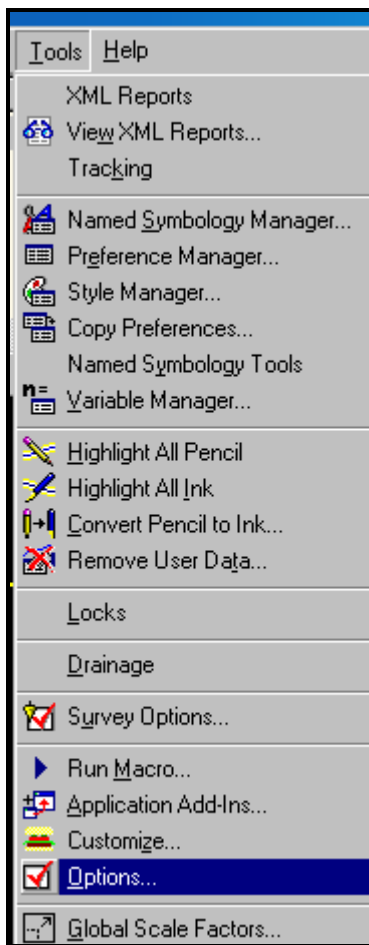 Tools Help
XML Reports
View XML Reports...
Tracking
Named Symbology Manager...
Preference Manager...
Style Manager...
Copy Preferences...
Named Symbology Tools
n=
Variable Manager...
Highlight All Pencil
Highlight All Ink
Convert Pencil to Ink...
Remove User Data...
Locks
Drainage
Survey Options...
Run Macro...
Application Add-Ins...
Customize...
Options...
Global Scale Factors...